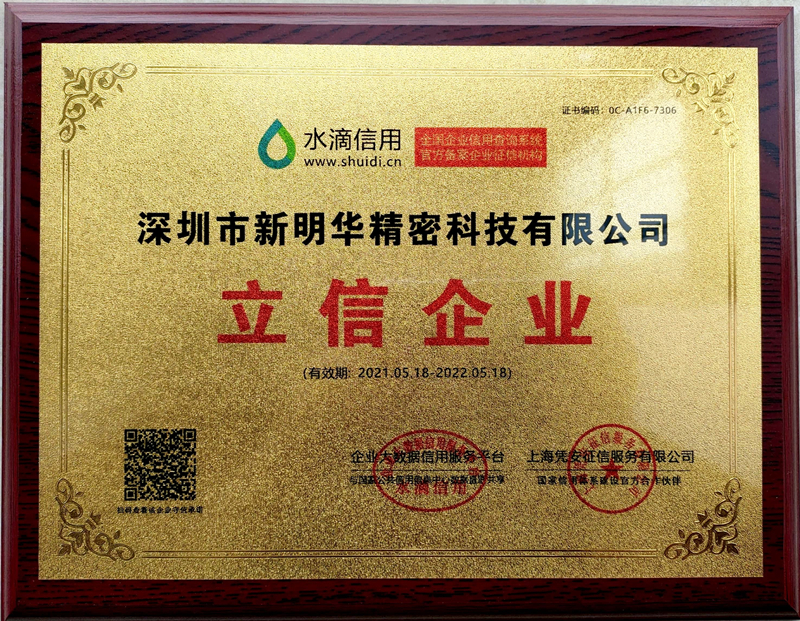 证书编码：0C-A1F6-7306
水滴信用
www.shuidi.cn
全国企业信用查询系统
官方备案企业征信机构
深圳市新明华精密科技有限公司
立信企业
(有效期: 2021.05.18-2022.05.18)
企业大数据信用服务平台
上海凭安征信服务有限公司
国家信用体系建设官方合作伙伴
水滴信用